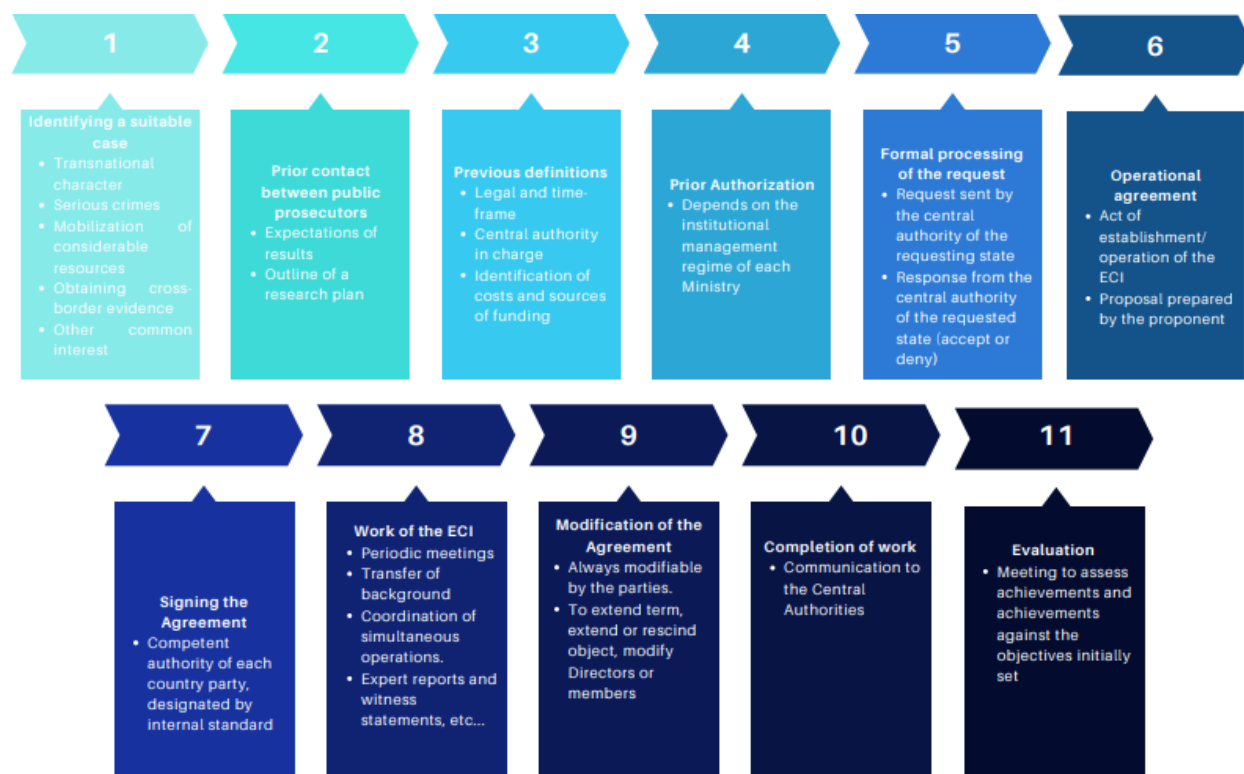 1
2
3
4
5
6
Identifying a suitable
case
• Transnational
character
• Serious crimes
• Mobilization of
considerable
resources
• Obtaining cross-
border evidence
• Other common
interest
Prior contact
between public
prosecutors
• Expectations of
results
• Outline of a
research plan
Previous definitions
• Legal and time-
frame
• Central authority
in charge
• Identification of
costs and sources
of funding
Prior Authorization
• Depends on the
institutional
management
regime of each
Ministry
Formal processing
of the request
• Request sent by
the central
authority of the
requesting state
• Response from the
central authority
of the requested
state (accept or
deny)
Operational
agreement
• Act of
establishment/
operation of the
ECI
• Proposal prepared
by the proponent
7
8
9
10
11
Signing the
Agreement
• Competent
authority of each
country party,
designated by
internal standard
Work of the ECI
• Periodic meetings
• Transfer of
background
• Coordination of
simultaneous
operations.
• Expert reports and
witness
statements, etc...
Modification of the
Agreement
• Always modifiable
by the parties.
• To extend term,
extend or rescind
object, modify
Directors or
members
Completion of work
• Communication to
the Central
Authorities
Evaluation
• Meeting to assess
achievements and
achievements
against the
objectives initially
set